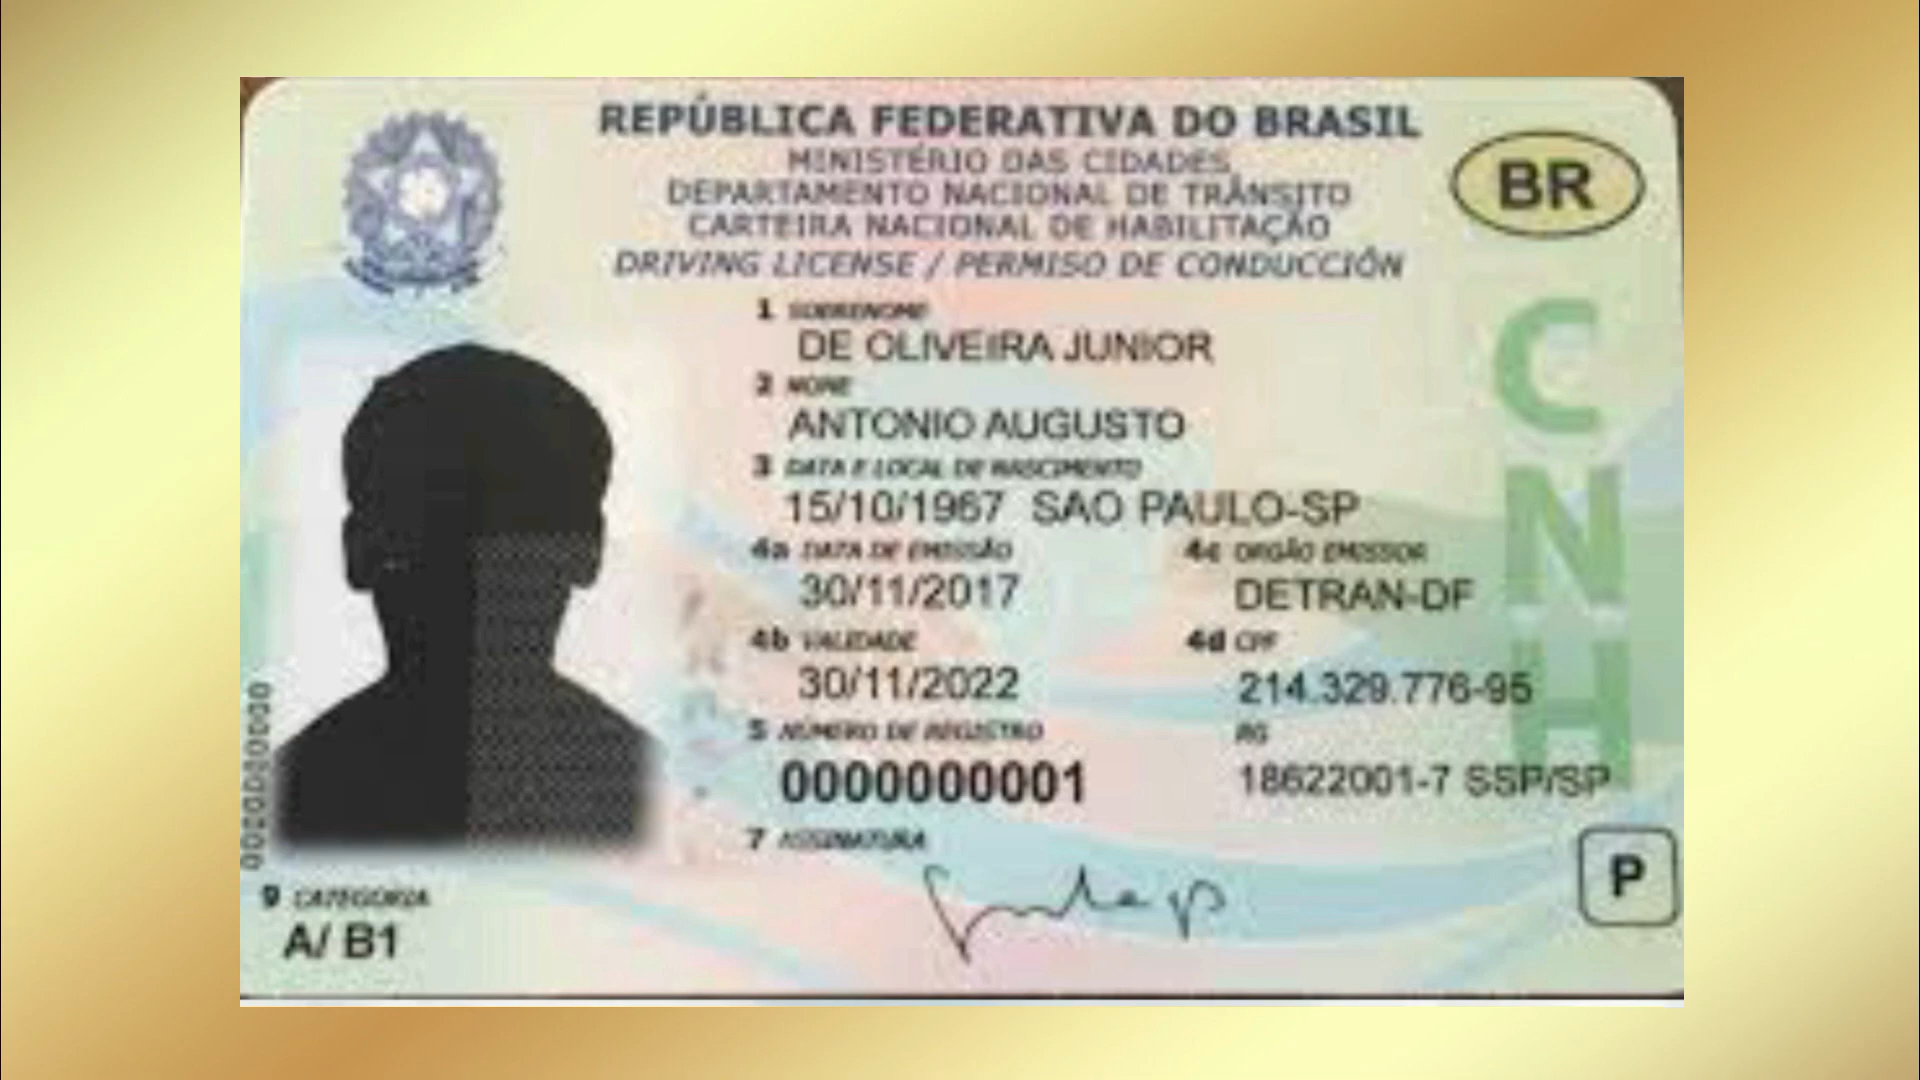 REPÚBLICA FEDERATIVA DO BRASIL
MINISTÉRIO DAS CIDADES
DEPARTAMENTO NACIONAL DE TRÂNSITO
CARTEIRA NACIONAL DE HABILITAÇÃO
DRIVING LICENSE / PERMISO DE CONDUCCIÓN
BR
1 SOBRENOME
DE OLIVEIRA JUNIOR
2 NOME
ANTONIO AUGUSTO
3 DATA E LOCAL DE NASCIMENTO
15/10/1967 SAO PAULO-SP
4a DATA DE EMISSÃO 4c ORGÃO EMISSOR
30/11/2017 DETRAN-DF
4b VALIDADE 4d CPF
30/11/2022 214.329.776-95
5 NÚMERO DE REGISTRO RG
0000000001 18622001-7 SSP/SP
7 ASSINATURA
9 CATEGORIA
A/ B1
P
CNH